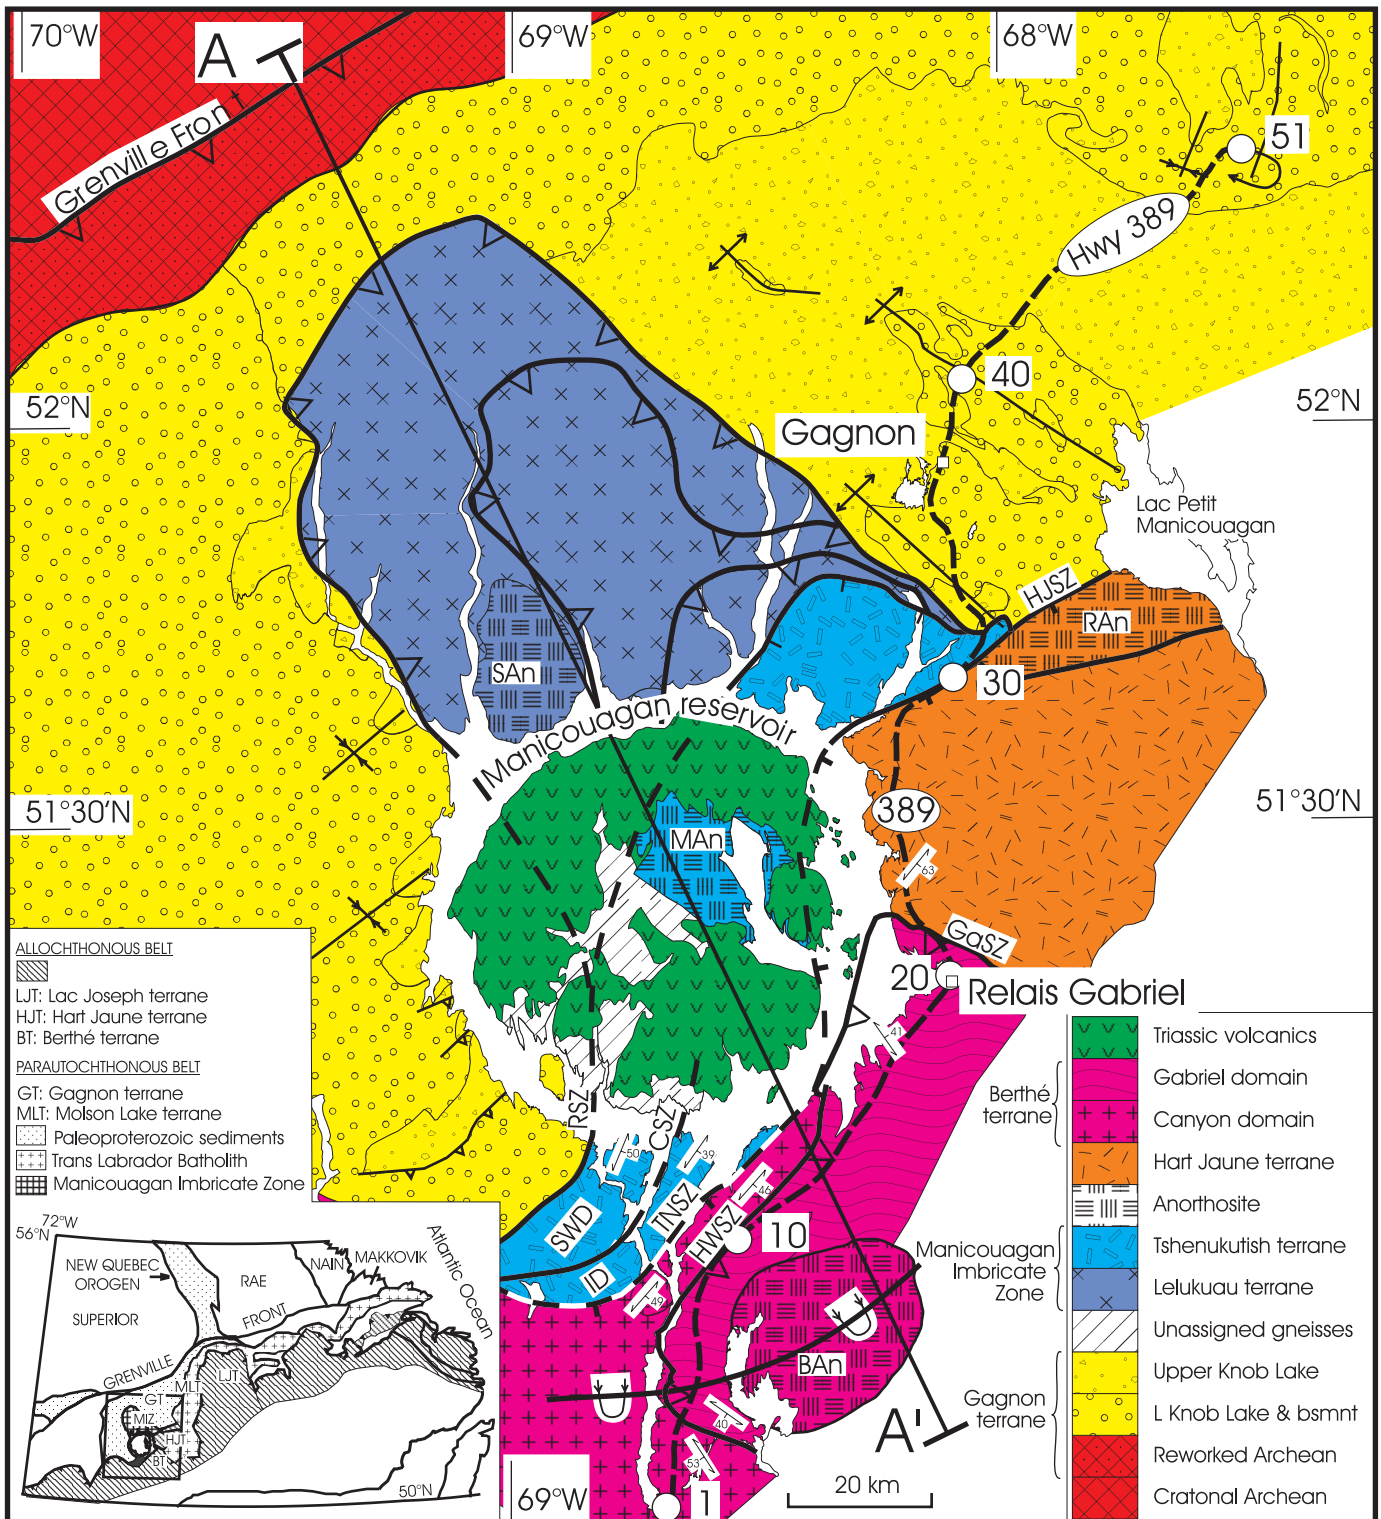 70°W
69°W
68°W
A
Grenville Front
51
Hwy 389
40
52°N
52°N
Gagnon
Lac Petit
Manicouagan
HJSZ
RAn
SAn
30
Manicouagan reservoir
51°30'N
51°30'N
389
MAn
63
GaSZ
20
Relais Gabriel
41
ALLOCHTHONOUS BELT
LJT: Lac Joseph terrane
HJT: Hart Jaune terrane
BT: Berthé terrane
PARAUTOCHTHONOUS BELT
GT: Gagnon terrane
MLT: Molson Lake terrane
Paleoproterozoic sediments
Trans Labrador Batholith
Manicouagan Imbricate Zone
RSZ
CSZ
50
39
46
TNSZ
SWD
HWSZ
10
ID
49
BAn
40
53
A'
1
69°W
20 km
Triassic volcanics
Gabriel domain
Berthé
terrane
Canyon domain
Hart Jaune terrane
Anorthosite
Manicouagan
Imbricate
Zone
Tshenukutish terrane
Lelukuau terrane
Unassigned gneisses
Gagnon
terrane
Upper Knob Lake
L Knob Lake & bsmnt
Reworked Archean
Cratonal Archean
72°W
56°N
NEW QUEBEC
OROGEN
RAE
NAIN
MAKKOVIK
Atlantic Ocean
SUPERIOR
GRENVILLE FRONT
LJT
MLT
GT
MIZ
HJT
BT
50°N